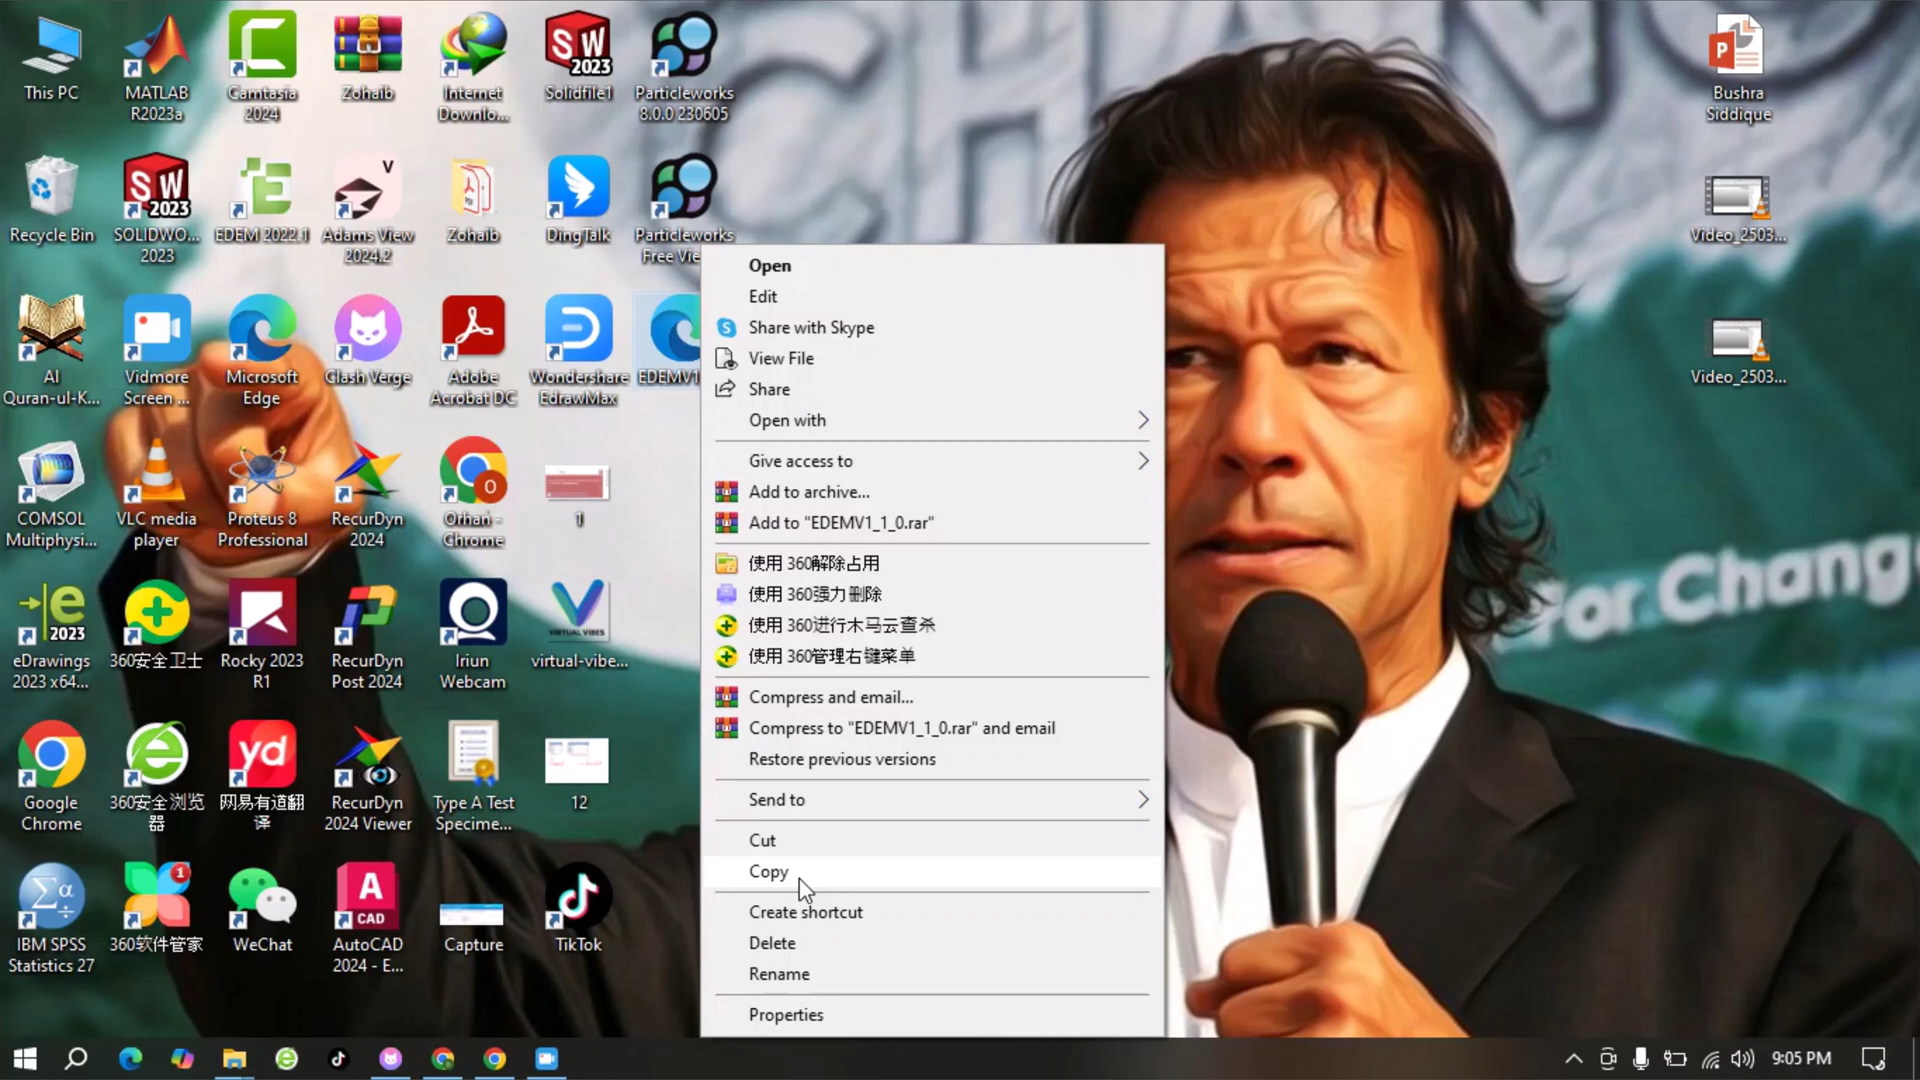 This PC
MATLAB
R2023a
Camtasia
2024
Zohaib
Internet
Downlo...
SW
2023
Solidfile1
Particleworks
8.0.0 230605
P
Bushra
Siddique
Recycle Bin
SW
2023
SOLIDWO...
2023
EDEM 2022.1
V
Adams View
2024.2
PDF
Zohaib
DingTalk
Particleworks
Free Vie
Video_2503...
AI
Quran-ul-K...
Vidmore
Screen ...
Microsoft
Edge
Clash Verge
Adobe
Acrobat DC
Wondershare
EdrawMax
EDEMV1
Video_2503...
COMSOL
Multiphysi...
VLC media
player
Proteus 8
Professional
RecurDyn
2024
O
Orhan -
Chrome
1
e
2023
eDrawings
2023 x64...
360安全卫士
Rocky 2023
R1
RecurDyn
Post 2024
Iriun
Webcam
VIRTUAL VIBES
virtual-vibe...
Google
Chrome
360安全浏览
器
yd
网易有道翻
译
RecurDyn
2024 Viewer
Type A Test
Specime...
12
Σα
IBM SPSS
Statistics 27
1
360软件管家
WeChat
A
CAD
AutoCAD
2024 - E...
Capture
TikTok
Open
Edit
Share with Skype
View File
Share
Open with
Give access to
Add to archive...
Add to "EDEMV1_1_0.rar"
使用 360解除占用
使用 360强力删除
使用 360进行木马云查杀
使用 360管理右键菜单
Compress and email...
Compress to "EDEMV1_1_0.rar" and email
Restore previous versions
Send to
Cut
Copy
Create shortcut
Delete
Rename
Properties
CHANG
For Chang
9:05 PM